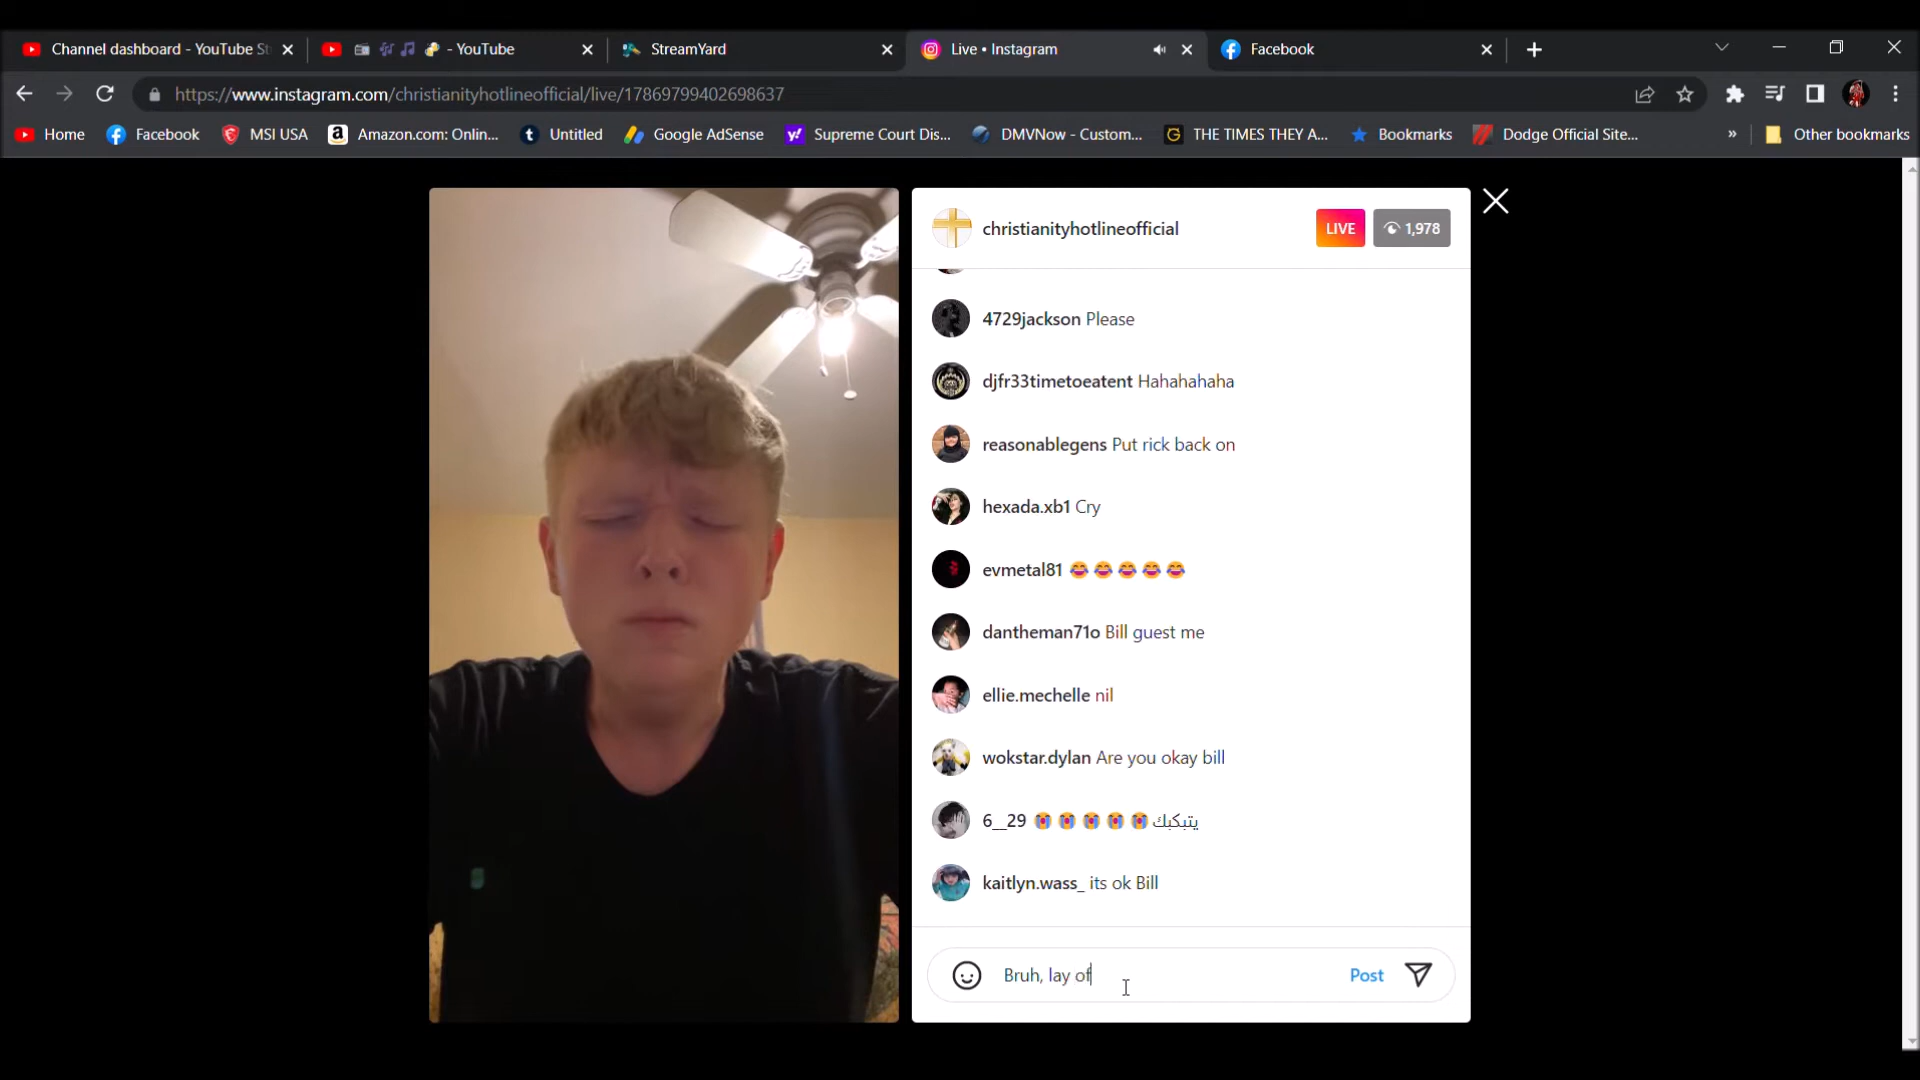 Channel dashboard - YouTube St
- YouTube
StreamYard
Live • Instagram
Facebook
https://www.instagram.com/christianityhotlineofficial/live/17869799402698637
Home
Facebook
MSI USA
Amazon.com: Onlin...
Untitled
Google AdSense
Supreme Court Dis...
DMVNow - Custom...
THE TIMES THEY A...
Bookmarks
Dodge Official Site...
»
Other bookmarks
christianityhotlineofficial
LIVE
1,978
4729jackson Please
djfr33timetoeatent Hahahahaha
reasonablegens Put rick back on
hexada.xb1 Cry
evmetal81 😂😂😂😂😂
dantheman71o Bill guest me
ellie.mechelle nil
wokstar.dylan Are you okay bill
6__29 😭😭😭😭😭يتبكبك
kaitlyn.wass_ its ok Bill
Bruh, lay of
Post